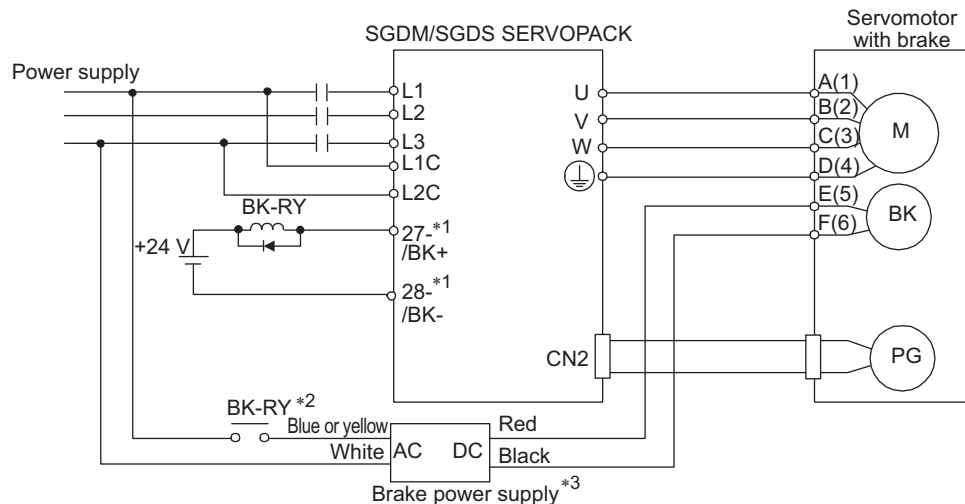 SGDM/SGDS SERVOPACK
Servomotor
with brake
Power supply
L1
L2
L3
L1C
L2C
BK-RY
+24 V
27-*1
/BK+
28-*1
/BK-
U
V
W
CN2
A(1)
B(2)
C(3)
D(4)
E(5)
F(6)
M
BK
PG
BK-RY*2
Blue or yellow
White
AC DC
Red
Black
Brake power supply*3